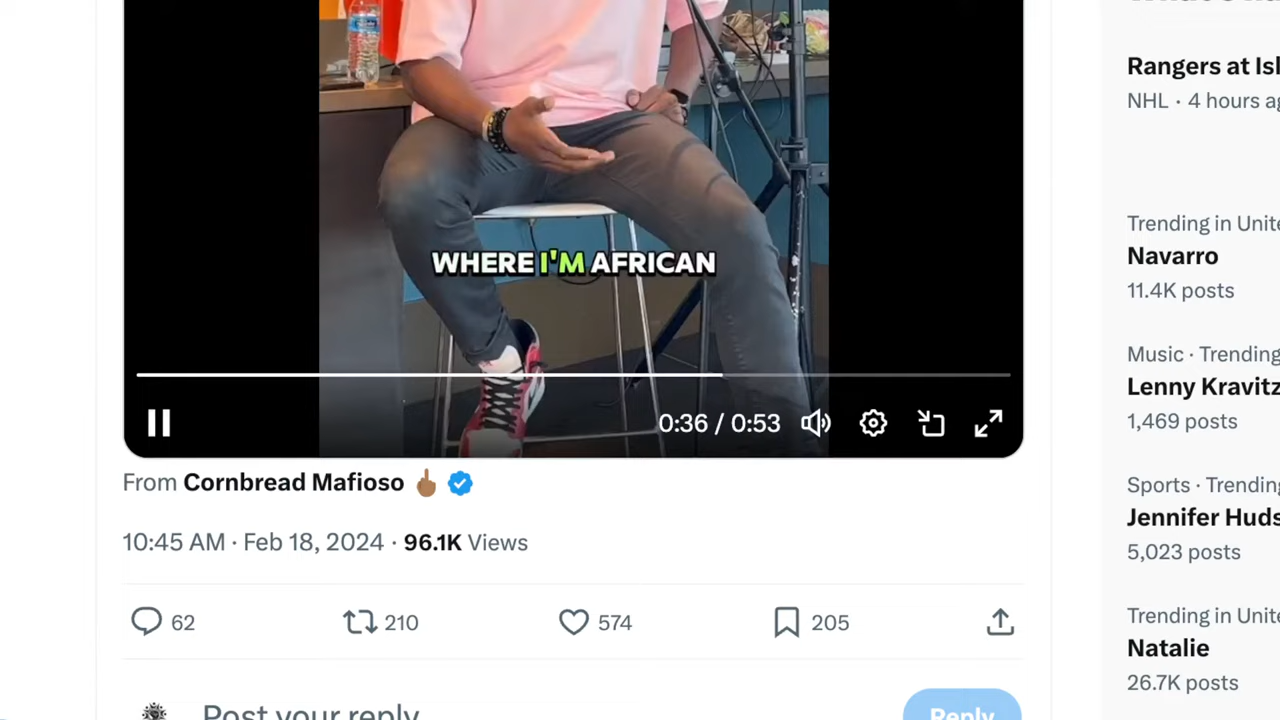 Rangers at Isl
NHL · 4 hours ag
Trending in Unite
Navarro
11.4K posts
WHERE I'M AFRICAN
Music · Trending
Lenny Kravitz
1,469 posts
0:36 / 0:53
From Cornbread Mafioso
Sports · Trending
Jennifer Huds
5,023 posts
10:45 AM · Feb 18, 2024 · 96.1K Views
62 210 574 205
Trending in Unite
Natalie
26.7K posts
Post your reply
Reply